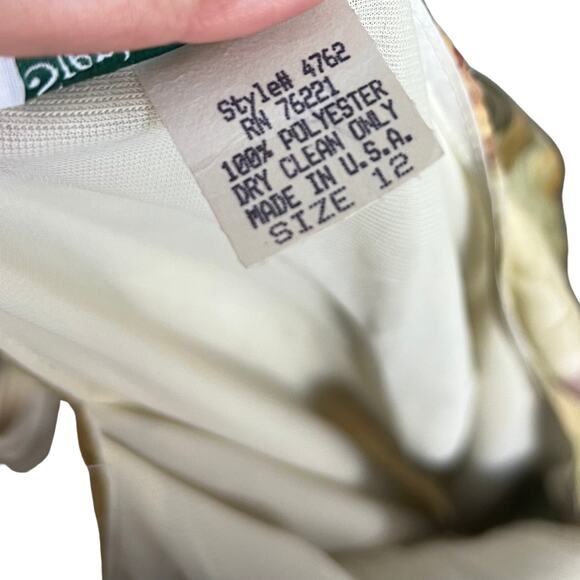 Style# 4762
RN 76221
100% POLYESTER
DRY CLEAN ONLY
MADE IN U.S.A.
SIZE 12